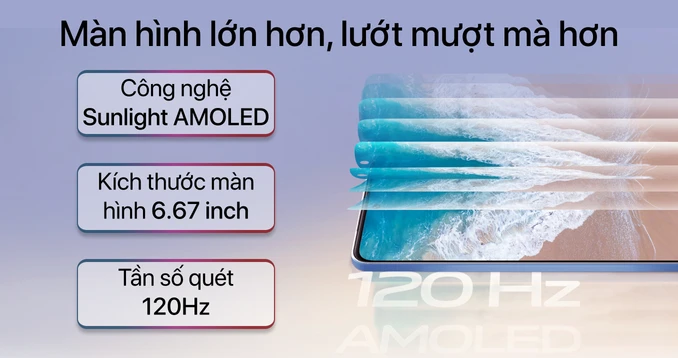 Màn hình lớn hơn, lướt mượt mà hơn
Công nghệ
Sunlight AMOLED
Kích thước màn
hình 6.67 inch
Tần số quét
120Hz
120 Hz
AMOLED